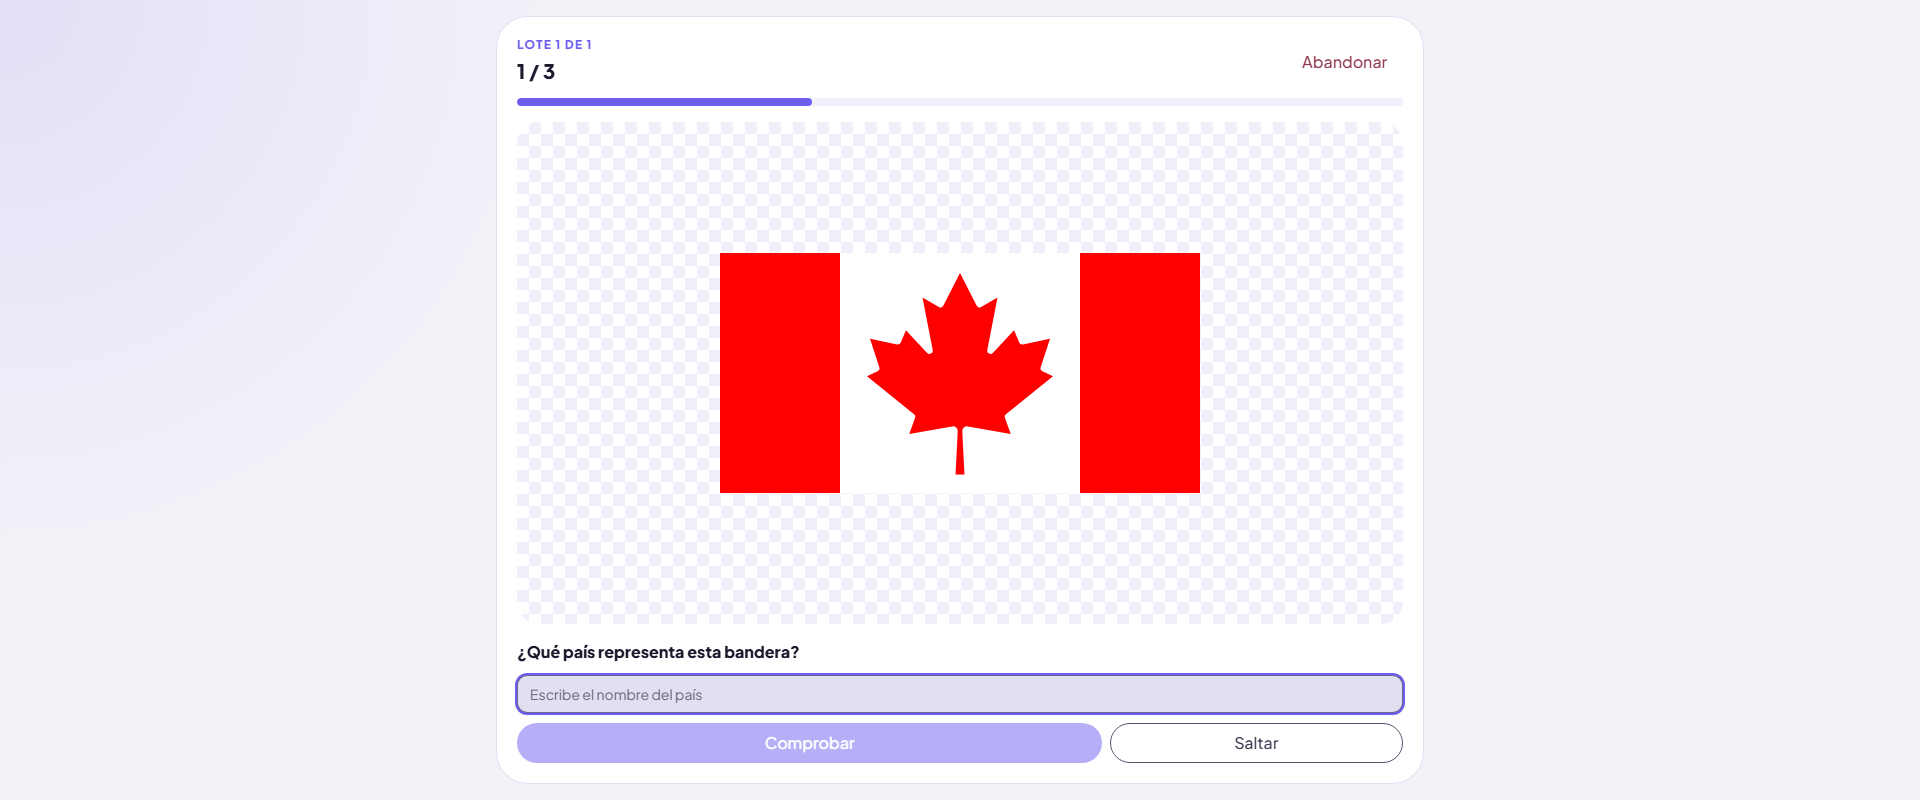 LOTE 1 DE 1
1 / 3
Abandonar
¿Qué país representa esta bandera?
Escribe el nombre del país
Comprobar
Saltar